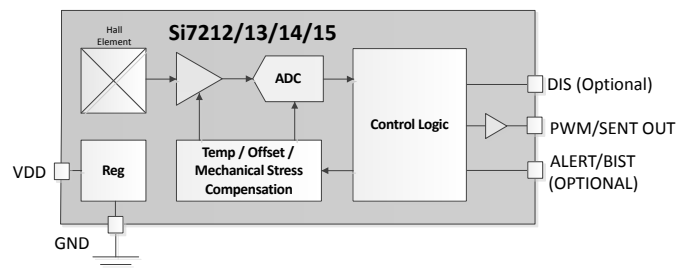 Hall
Element
Si7212/13/14/15
ADC
Control Logic
DIS (Optional)
PWM/SENT OUT
ALERT/BIST
(OPTIONAL)
VDD
Reg
Temp / Offset /
Mechanical Stress
Compensation
GND